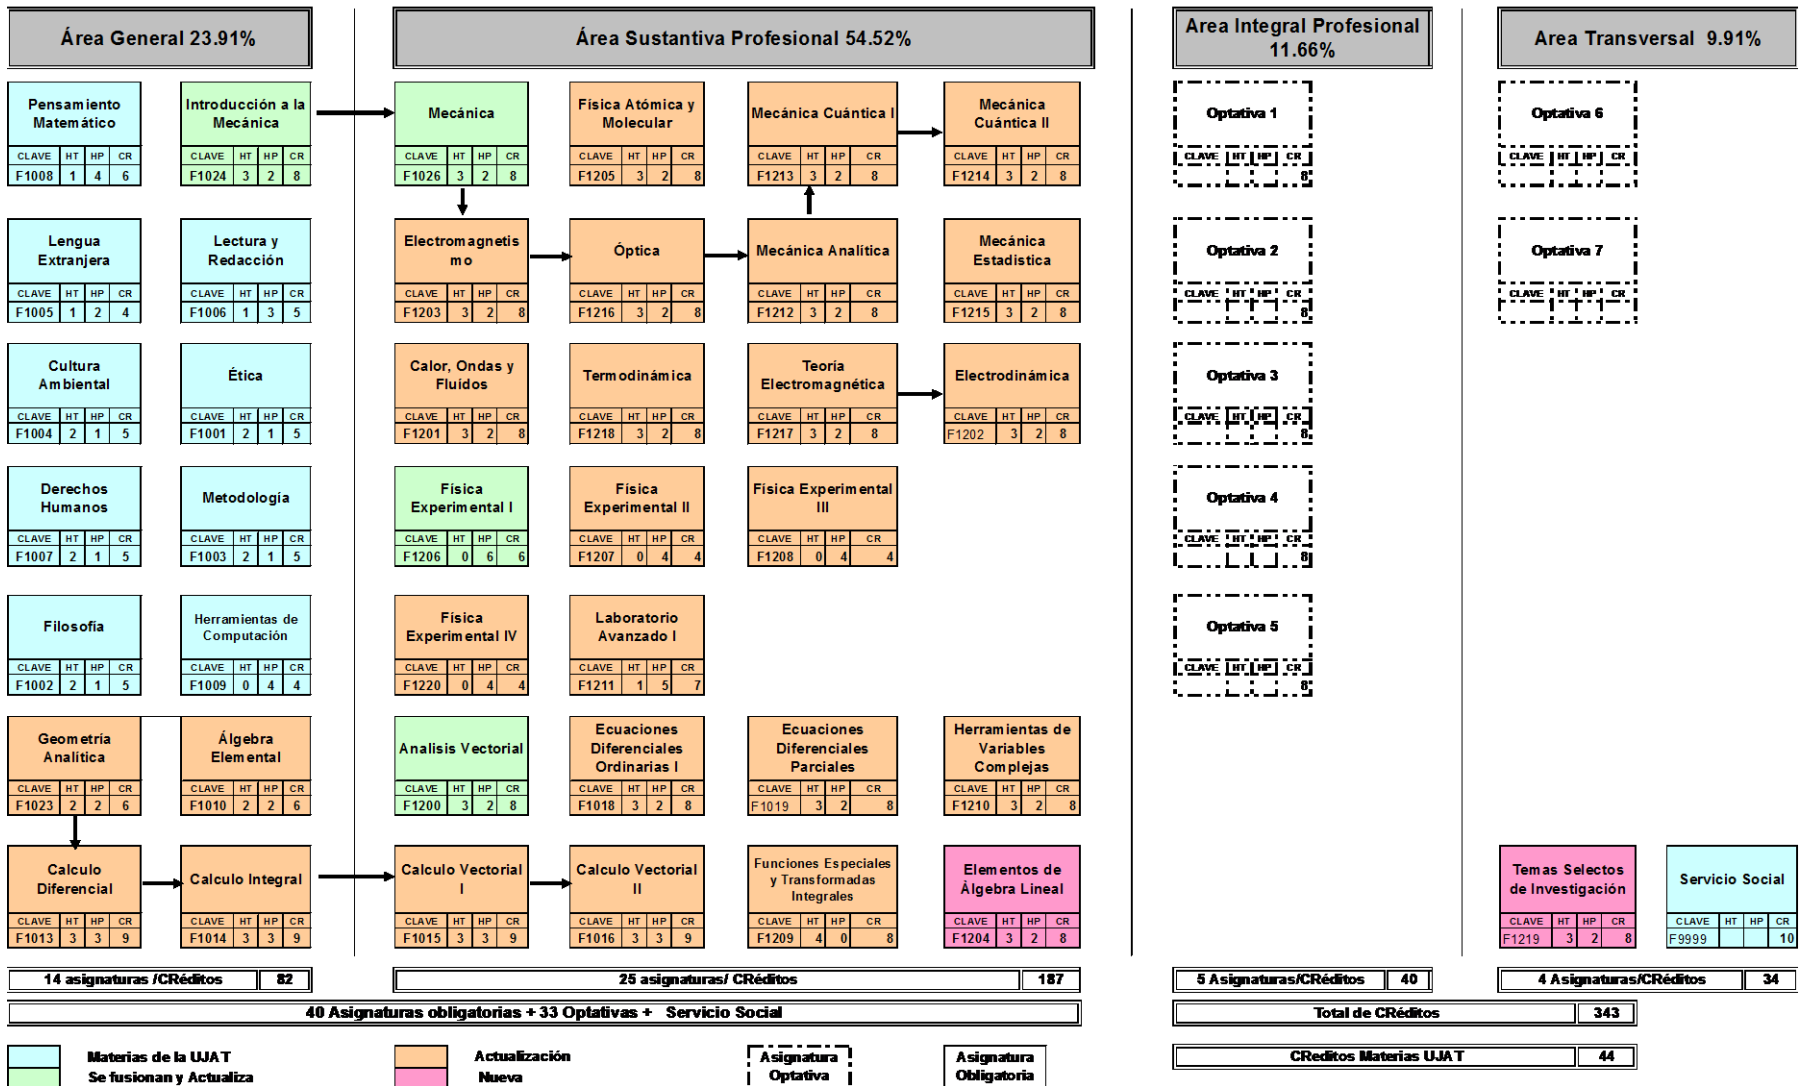 Área General 23.91%
Área Sustantiva Profesional 54.52%
Area Integral Profesional
11.66%
Area Transversal 9.91%
Pensamiento
Matemático
CLAVE HT HP CR
F1008 1 4 6
Introducción a la
Mecánica
CLAVE HT HP CR
F1024 3 2 8
Mecánica
CLAVE HT HP CR
F1026 3 2 8
Física Atómica y
Molecular
CLAVE HT HP CR
F1205 3 2 8
Mecánica Cuántica I
CLAVE HT HP CR
F1213 3 2 8
Mecánica
Cuántica II
CLAVE HT HP CR
F1214 3 2 8
Optativa 1
CLAVE HT HP CR
8
Optativa 6
CLAVE HT HP CR
Lengua
Extranjera
CLAVE HT HP CR
F1005 1 2 4
Lectura y
Redacción
CLAVE HT HP CR
F1006 1 3 5
Electromagnetis
mo
CLAVE HT HP CR
F1203 3 2 8
Óptica
CLAVE HT HP CR
F1216 3 2 8
Mecánica Analítica
CLAVE HT HP CR
F1212 3 2 8
Mecánica
Estadistica
CLAVE HT HP CR
F1215 3 2 8
Optativa 2
CLAVE HT HP CR
8
Optativa 7
CLAVE HT HP CR
Cultura
Ambiental
CLAVE HT HP CR
F1004 2 1 5
Ética
CLAVE HT HP CR
F1001 2 1 5
Calor, Ondas y
Fluidos
CLAVE HT HP CR
F1201 3 2 8
Termodinámica
CLAVE HT HP CR
F1218 3 2 8
Teoría
Electromagnética
CLAVE HT HP CR
F1217 3 2 8
Electrodinámica
CLAVE HT HP CR
F1202 3 2 8
Optativa 3
CLAVE HT HP CR
8
Derechos
Humanos
CLAVE HT HP CR
F1007 2 1 5
Metodología
CLAVE HT HP CR
F1003 2 1 5
Física
Experimental I
CLAVE HT HP CR
F1206 0 6 6
Física
Experimental II
CLAVE HT HP CR
F1207 0 4 4
Física Experimental
III
CLAVE HT HP CR
F1208 0 4 4
Optativa 4
CLAVE HT HP CR
8
Filosofía
CLAVE HT HP CR
F1002 2 1 5
Herramientas de
Computación
CLAVE HT HP CR
F1009 0 4 4
Física
Experimental IV
CLAVE HT HP CR
F1220 0 4 4
Laboratorio
Avanzado I
CLAVE HT HP CR
F1211 1 5 7
Optativa 5
CLAVE HT HP CR
8
Geometría
Analítica
CLAVE HT HP CR
F1023 2 2 6
Álgebra
Elemental
CLAVE HT HP CR
F1010 2 2 6
Analisis Vectorial
CLAVE HT HP CR
F1200 3 2 8
Ecuaciones
Diferenciales
Ordinarias I
CLAVE HT HP CR
F1018 3 2 8
Ecuaciones
Diferenciales
Parciales
CLAVE HT HP CR
F1019 3 2 8
Herramientas de
Variables
Complejas
CLAVE HT HP CR
F1210 3 2 8
Calculo
Diferencial
CLAVE HT HP CR
F1013 3 3 9
Calculo Integral
CLAVE HT HP CR
F1014 3 3 9
Calculo Vectorial
I
CLAVE HT HP CR
F1015 3 3 9
Calculo Vectorial
II
CLAVE HT HP CR
F1016 3 3 9
Funciones Especiales
y Transformadas
Integrales
CLAVE HT HP CR
F1209 4 0 8
Elementos de
Àlgebra Lineal
CLAVE HT HP CR
F1204 3 2 8
Temas Selectos
de Investigación
CLAVE HT HP CR
F1219 3 2 8
Servicio Social
CLAVE HT HP CR
F9999 10
14 asignaturas /CRéditos 82
25 asignaturas/ CRéditos 187
5 Asignaturas/CRéditos 40
4 Asignaturas/CRéditos 34
40 Asignaturas obligatorias + 33 Optativas + Servicio Social
Total de CRéditos 343
CReditos Materias UJAT 44
Materias de la UJAT
Se fusionan y Actualiza
Actualización
Nueva
Asignatura
Optativa
Asignatura
Obligatoria